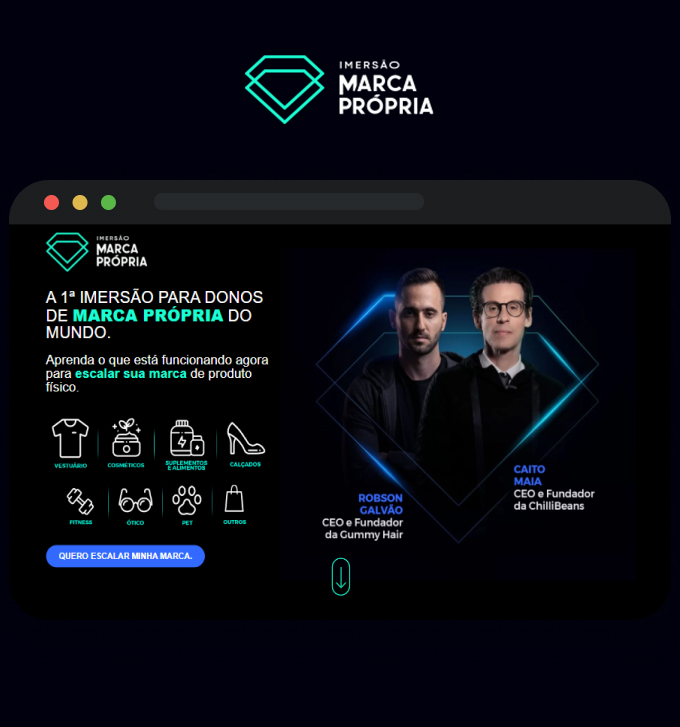 IMERSÃO
MARCA
PRÓPRIA
IMERSÃO
MARCA
PRÓPRIA
A 1ª IMERSÃO PARA DONOS
DE MARCA PRÓPRIA DO
MUNDO.
Aprenda o que está funcionando agora
para escalar sua marca de produto
físico.
VESTUÁRIO
COSMÉTICOS
SUPLEMENTOS
E ALIMENTOS
CALÇADOS
FITNESS
ÓTICO
PET
OUTROS
QUERO ESCALAR MINHA MARCA.
ROBSON
GALVÃO
CEO e Fundador
da Gummy Hair
CAITO
MAIA
CEO e Fundador
da ChilliBeans